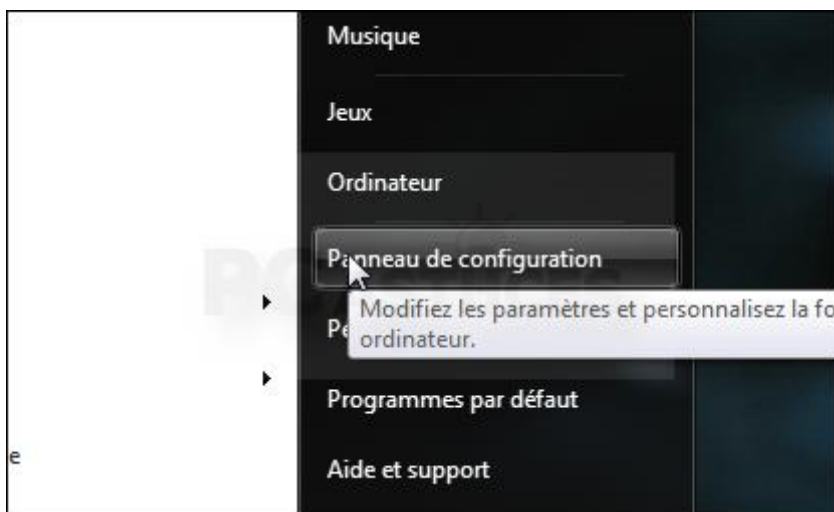 Musique
Jeux
Ordinateur
Panneau de configuration
Modifiez les paramètres et personnalisez la fo
ordinateur.
Programmes par défaut
Aide et support
e